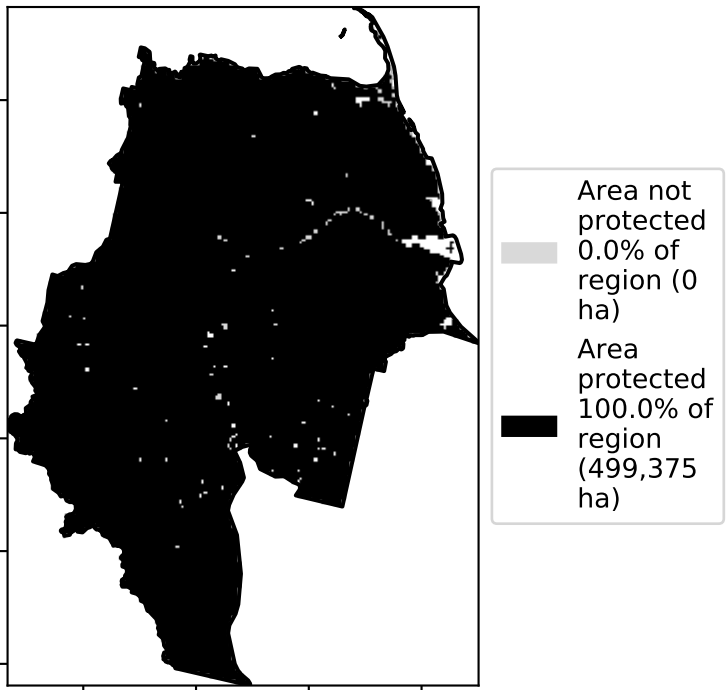 Area not
protected
0.0% of
region (0
ha)
Area
protected
100.0% of
region
(499,375
ha)